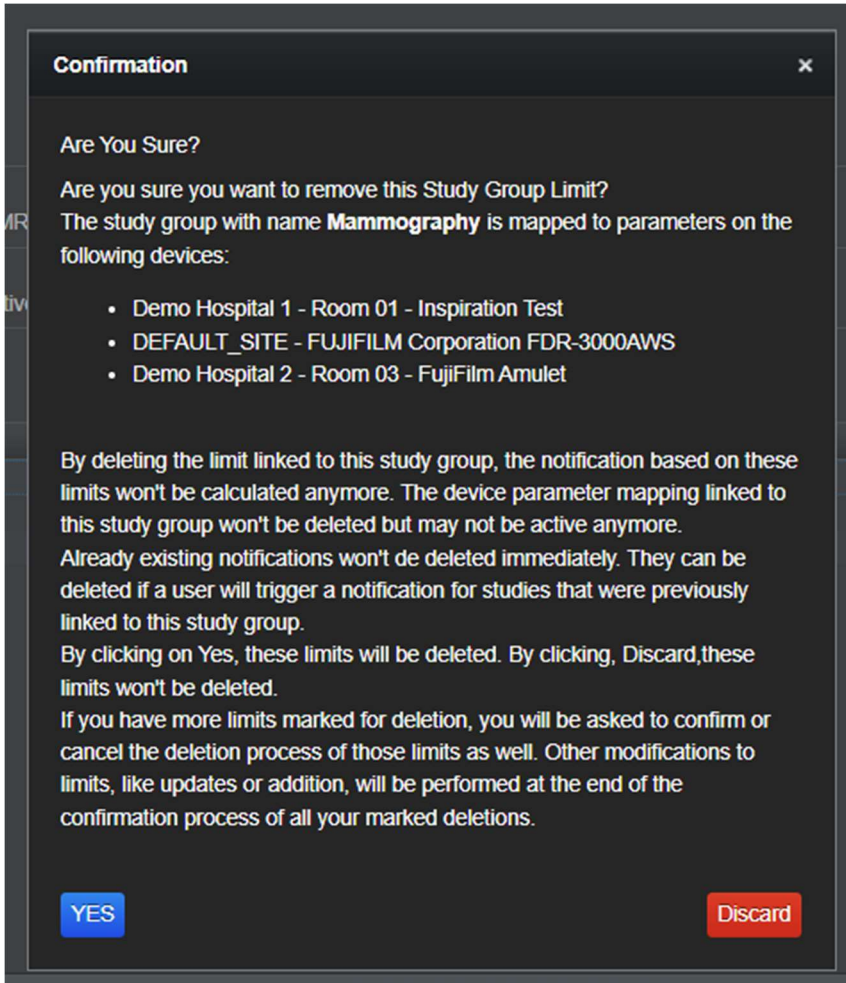 Confirmation ×
Are You Sure?
Are you sure you want to remove this Study Group Limit?
The study group with name Mammography is mapped to parameters on the
following devices:
• Demo Hospital 1 - Room 01 - Inspiration Test
• DEFAULT_SITE - FUJIFILM Corporation FDR-3000AWS
• Demo Hospital 2 - Room 03 - FujiFilm Amulet
By deleting the limit linked to this study group, the notification based on these
limits won't be calculated anymore. The device parameter mapping linked to
this study group won't be deleted but may not be active anymore.
Already existing notifications won't de deleted immediately. They can be
deleted if a user will trigger a notification for studies that were previously
linked to this study group.
By clicking on Yes, these limits will be deleted. By clicking, Discard,these
limits won't be deleted.
If you have more limits marked for deletion, you will be asked to confirm or
cancel the deletion process of those limits as well. Other modifications to
limits, like updates or addition, will be performed at the end of the
confirmation process of all your marked deletions.
YES
Discard